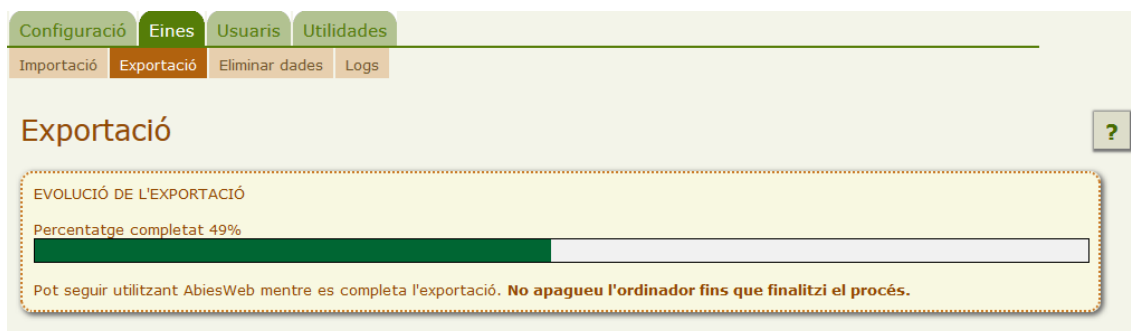 Configuració Eines Usuaris Utilidades
Importació Exportació Eliminar dades Logs
Exportació
?
EVOLUCIÓ DE L'EXPORTACIÓ
Percentatge completat 49%
Pot seguir utilitzant AbiesWeb mentre es completa l'exportació. No apagueu l'ordinador fins que finalitzi el procés.